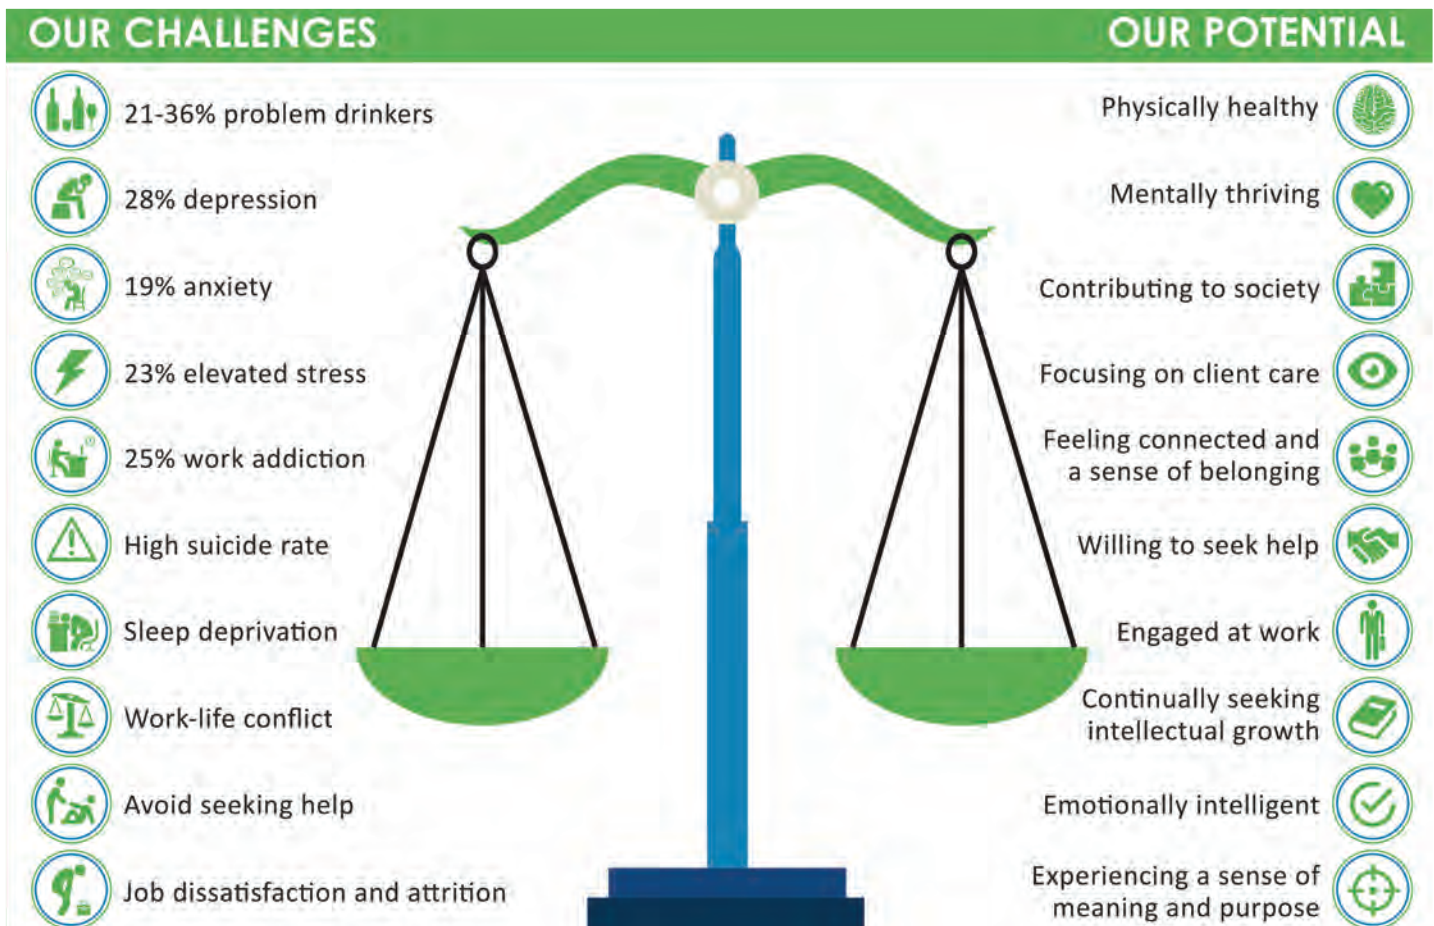 OUR CHALLENGES
21-36% problem drinkers
28% depression
19% anxiety
23% elevated stress
25% work addiction
High suicide rate
Sleep deprivation
Work-life conflict
Avoid seeking help
Job dissatisfaction and attrition
OUR POTENTIAL
Physically healthy
Mentally thriving
Contributing to society
Focusing on client care
Feeling connected and
a sense of belonging
Willing to seek help
Engaged at work
Continually seeking
intellectual growth
Emotionally intelligent
Experiencing a sense of
meaning and purpose